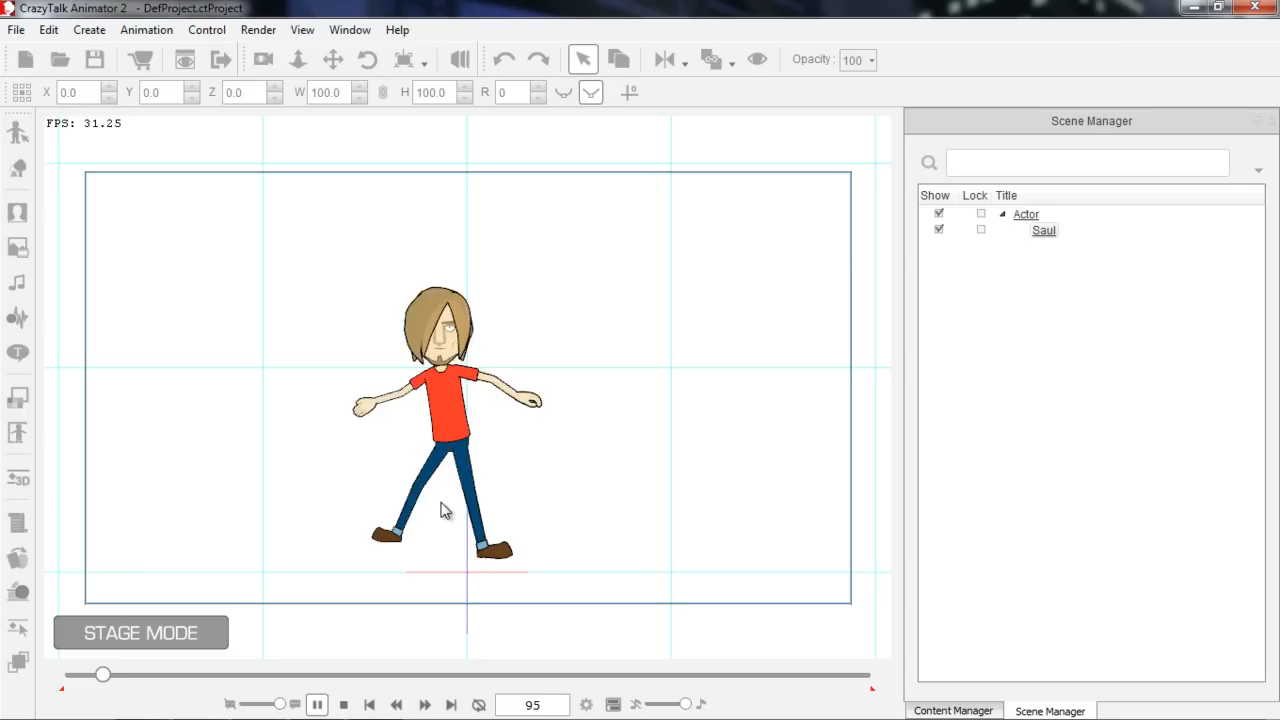 CrazyTalk Animator 2 - DefProject.ctProject
File Edit Create Animation Control Render View Window Help
Opacity : 100
X 0.0 Y 0.0 Z 0.0 W 100.0 H 100.0 R 0
FPS: 31.25
Scene Manager
Show Lock Title
Actor
Saul
T
3D
STAGE MODE
95
Content Manager Scene Manager